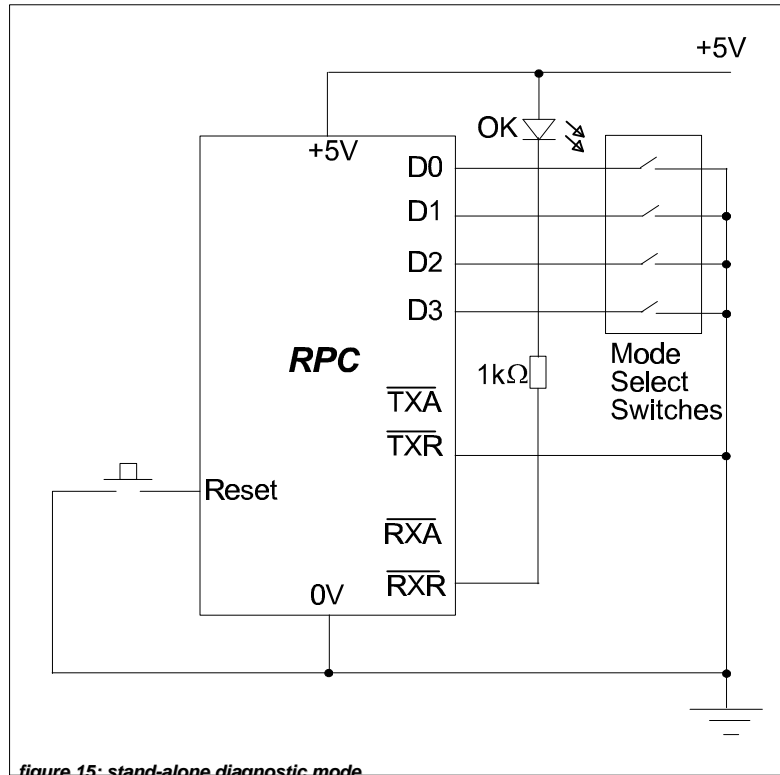 +5V
OK
+5V
D0
D1
D2
D3
RPC
Mode
Select
Switches
1kΩ
TXA
TXR
Reset
RXA
RXR
0V
figure 15: stand-alone diagnostic mode